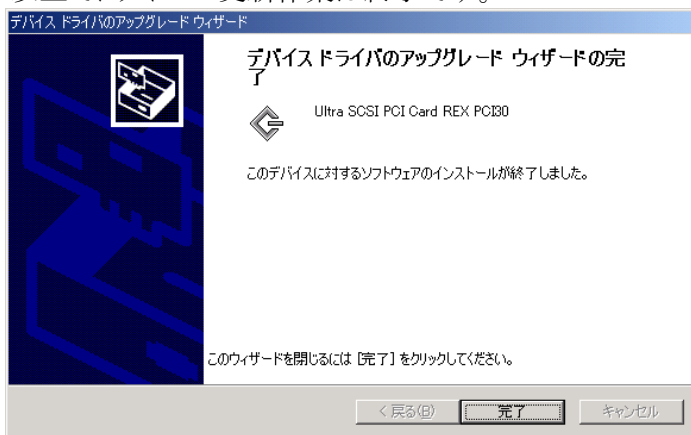 デバイス ドライバのアップグレード ウィザード
デバイス ドライバのアップグレード ウィザードの完
了
Ultra SCSI PCI Card REX PCI30
このデバイスに対するソフトウェアのインストールが終了しました。
このウィザードを閉じるには [完了] をクリックしてください。
< 戻る(B)
完了
キャンセル